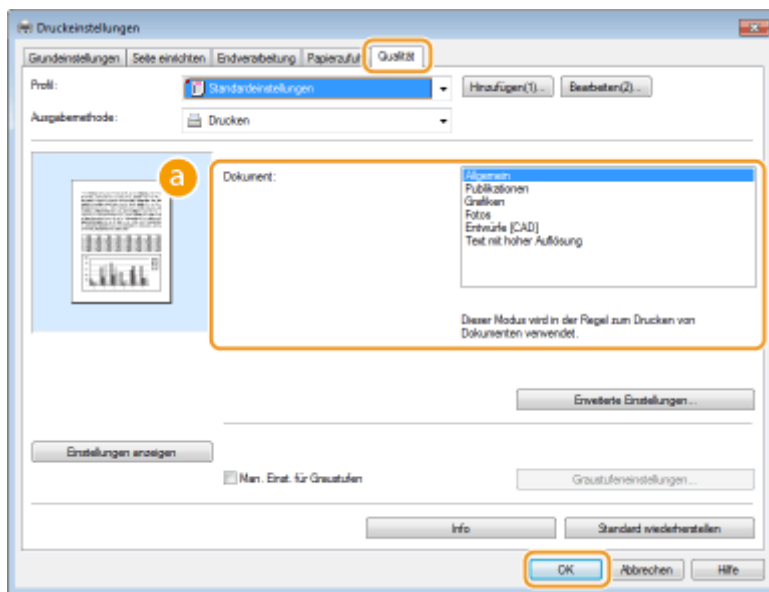 Druckeinstellungen
Grundeinstellungen Seite einrichten Endverarbeitung Papierzufuhr Qualität
Profil: Standardeinstellungen Hinzufügen(1)... Bearbeiten(2)...
Ausgabemethode: Drucken
a
Dokument: Allgemein
Publikationen
Grafiken
Fotos
Entwürfe [CAD]
Text mit hoher Auflösung
Dieser Modus wird in der Regel zum Drucken von
Dokumenten verwendet.
Erweiterte Einstellungen...
Einstellungen anzeigen
Man. Einst. für Graustufen Graustufeneinstellungen...
Info Standard wiederherstellen
OK Abbrechen Hilfe